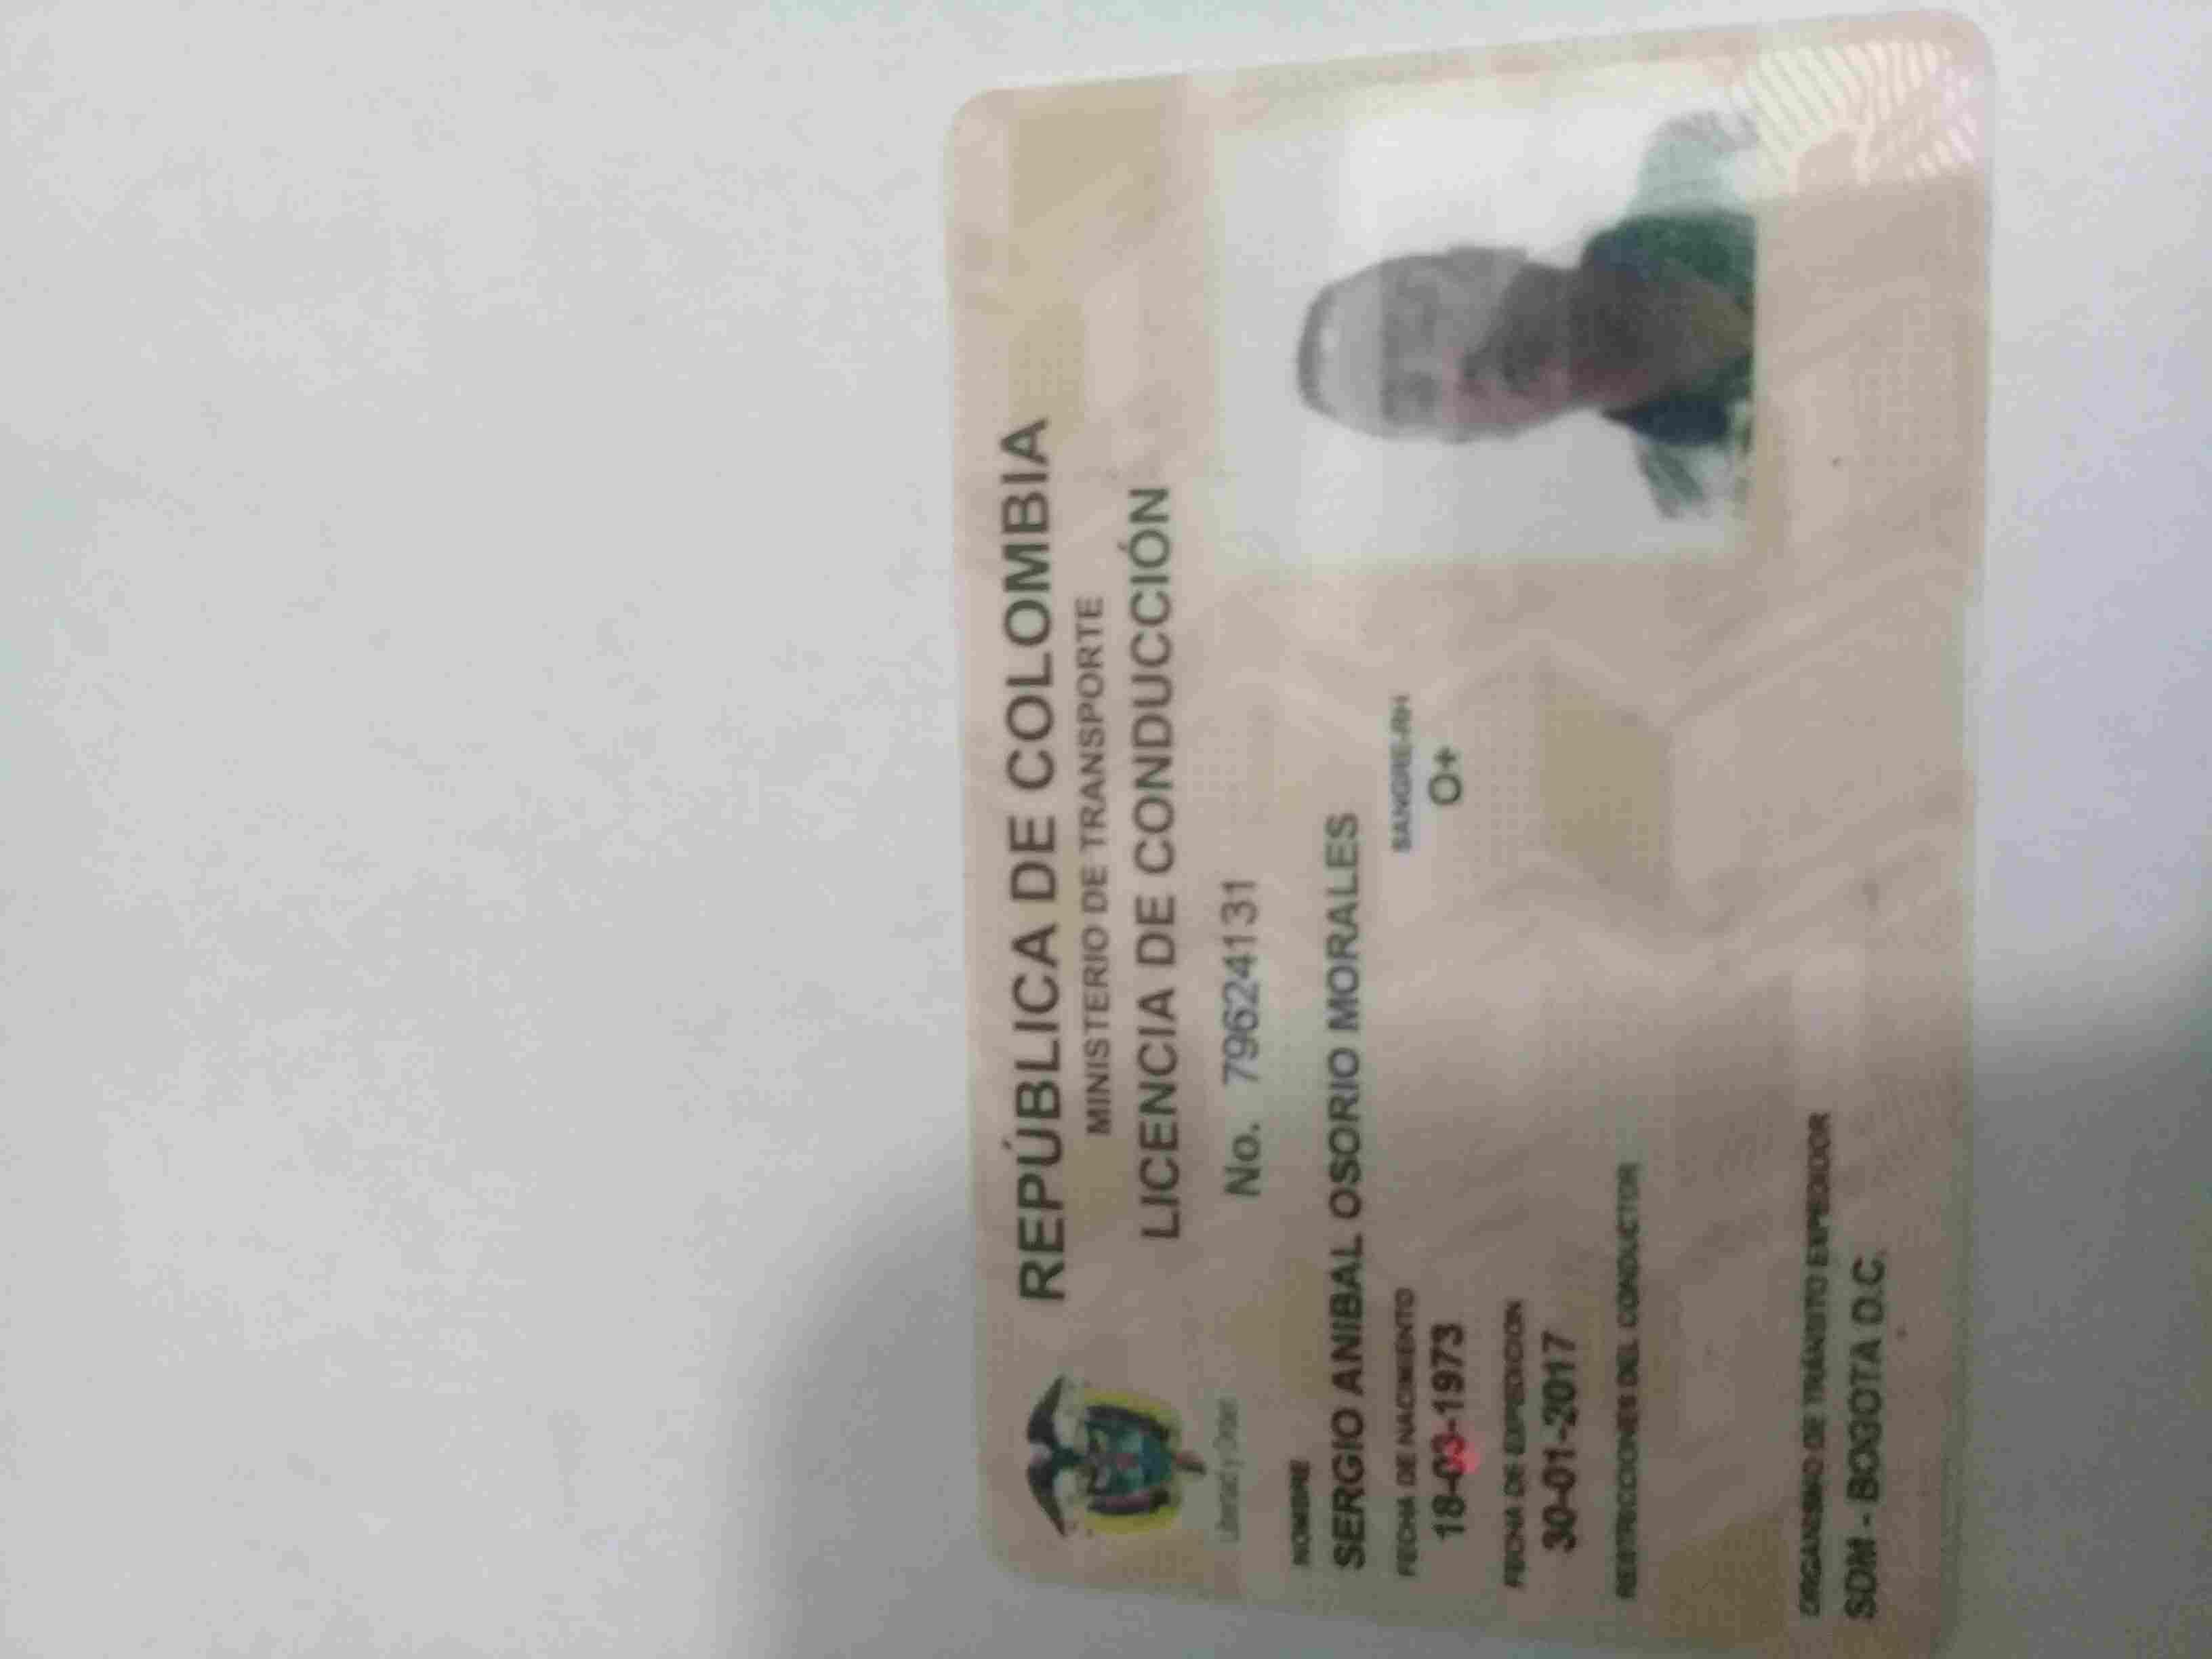 REPÚBLICA DE COLOMBIA
MINISTERIO DE TRANSPORTE
LICENCIA DE CONDUCCIÓN
Libertad y Orden
No. 796241131
NOMBRE
SERGIO ANIBAL OSORIO MORALES
FECHA DE NACIMIENTO
18-03-1973
SANGRE-RH
O+
FECHA DE EXPEDICION
30-01-2017
RESTRICCIONES DEL CONDUCTOR
ORGANISMO DE TRÁNSITO EXPEDIDOR
SDM - BOGOTA D.C.